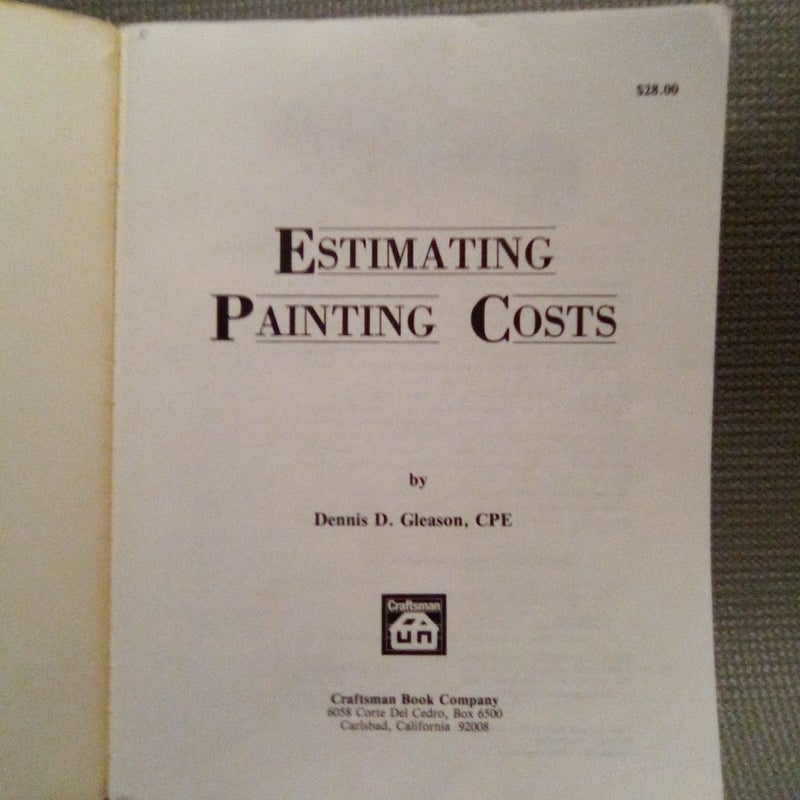 $28.00
ESTIMATING
PAINTING COSTS
by
Dennis D. Gleason, CPE
Craftsman
Craftsman Book Company
6058 Corte Del Cedro, Box 6500
Carlsbad, California 92008